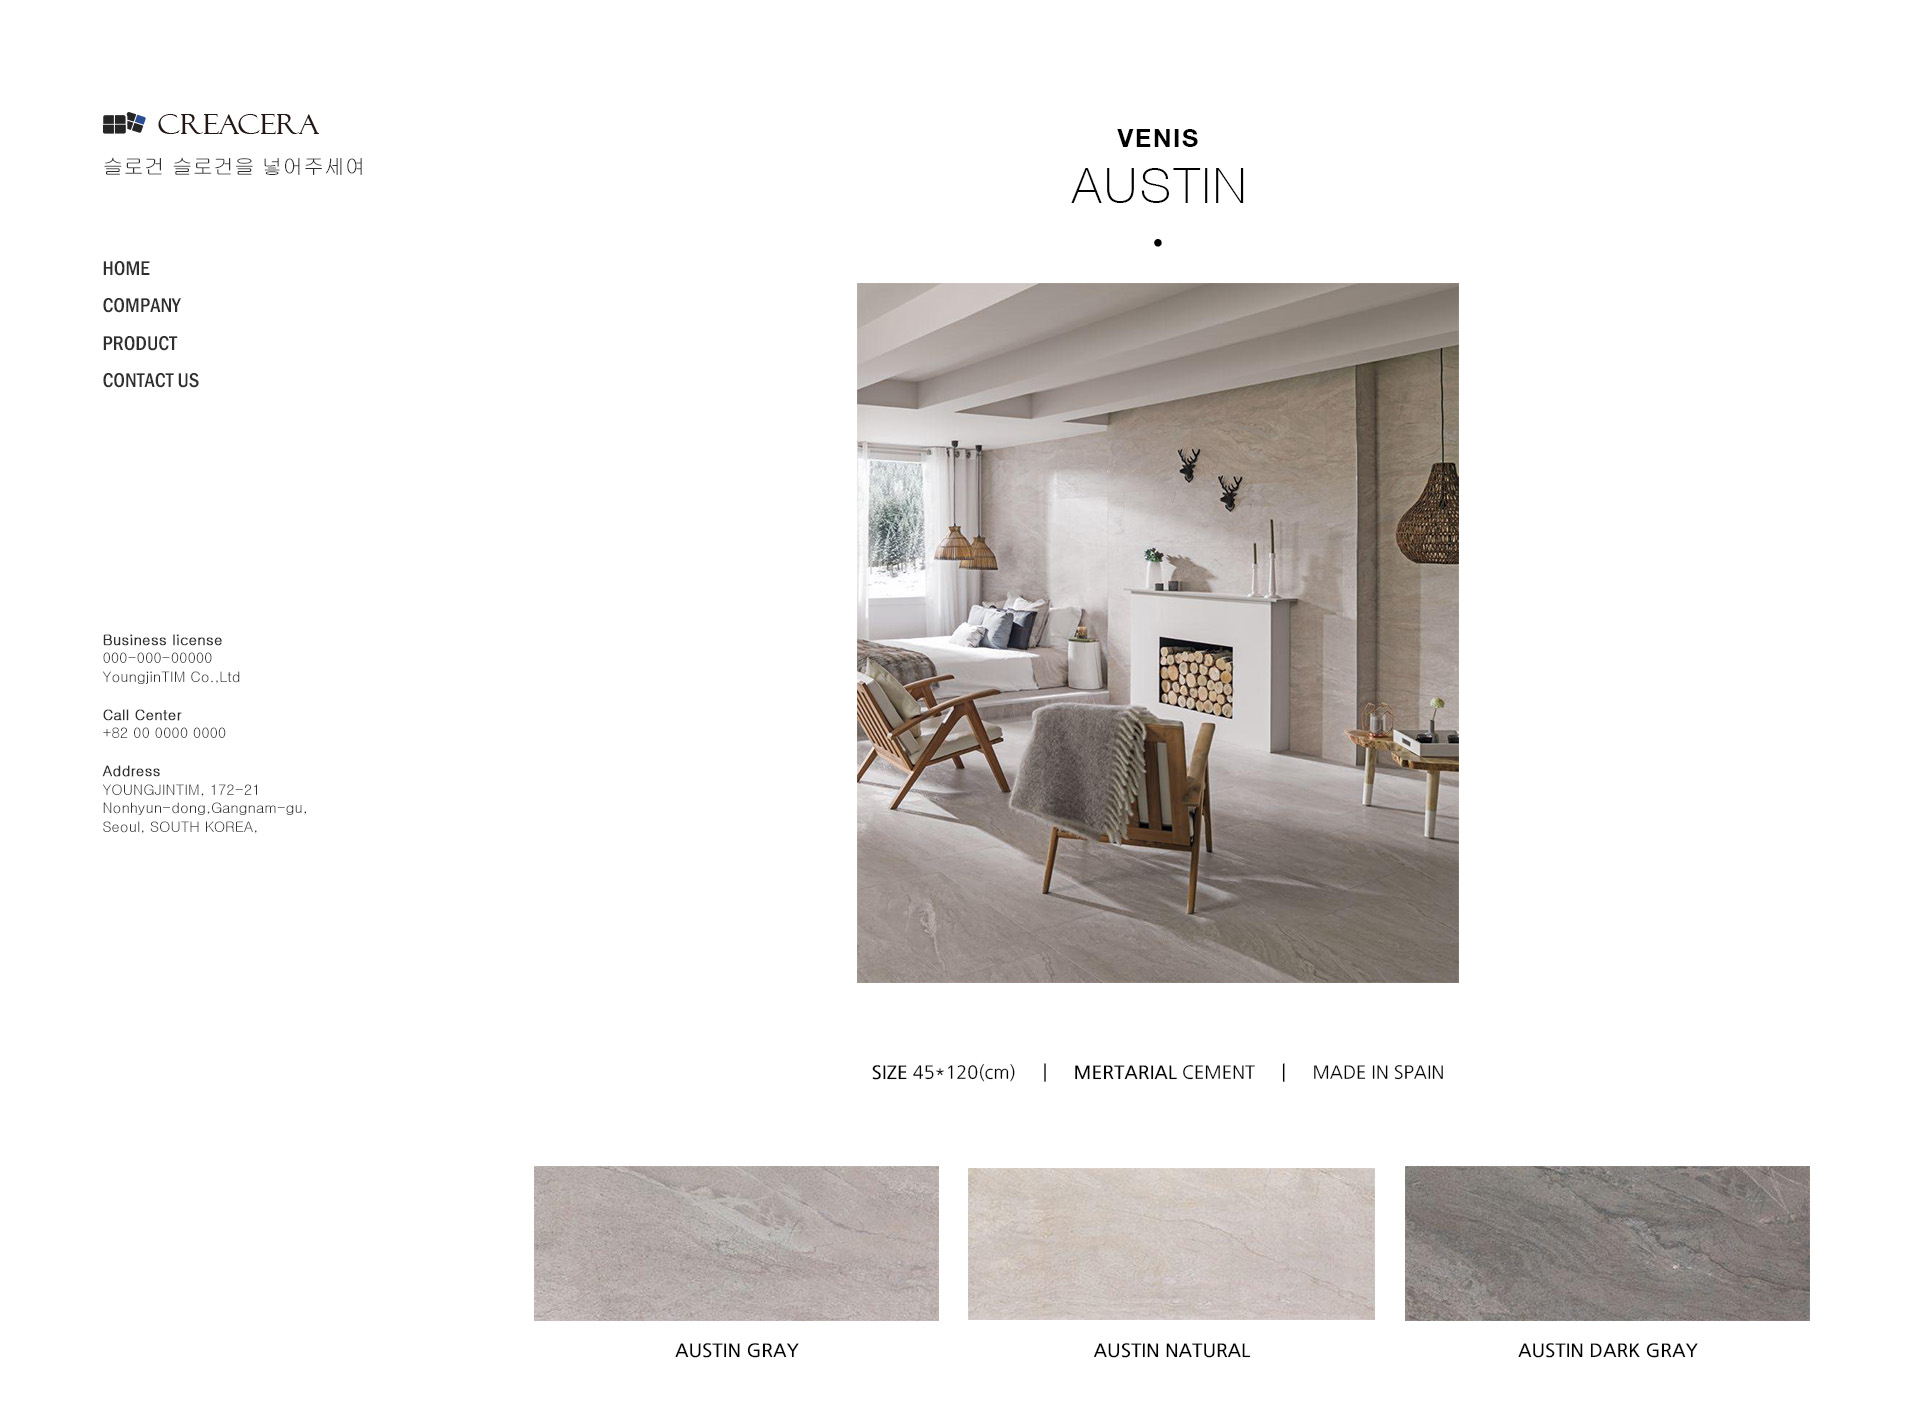 CREACERA
슬로건 슬로건을 넣어주세여
HOME
COMPANY
PRODUCT
CONTACT US
Business license
000-000-00000
YoungjinTIM Co.,Ltd
Call Center
+82 00 0000 0000
Address
YOUNGJINTIM, 172-21
Nonhyun-dong,Gangnam-gu,
Seoul, SOUTH KOREA,
VENIS
AUSTIN
SIZE 45*120(cm) | MERTARIAL CEMENT | MADE IN SPAIN
AUSTIN GRAY
AUSTIN NATURAL
AUSTIN DARK GRAY